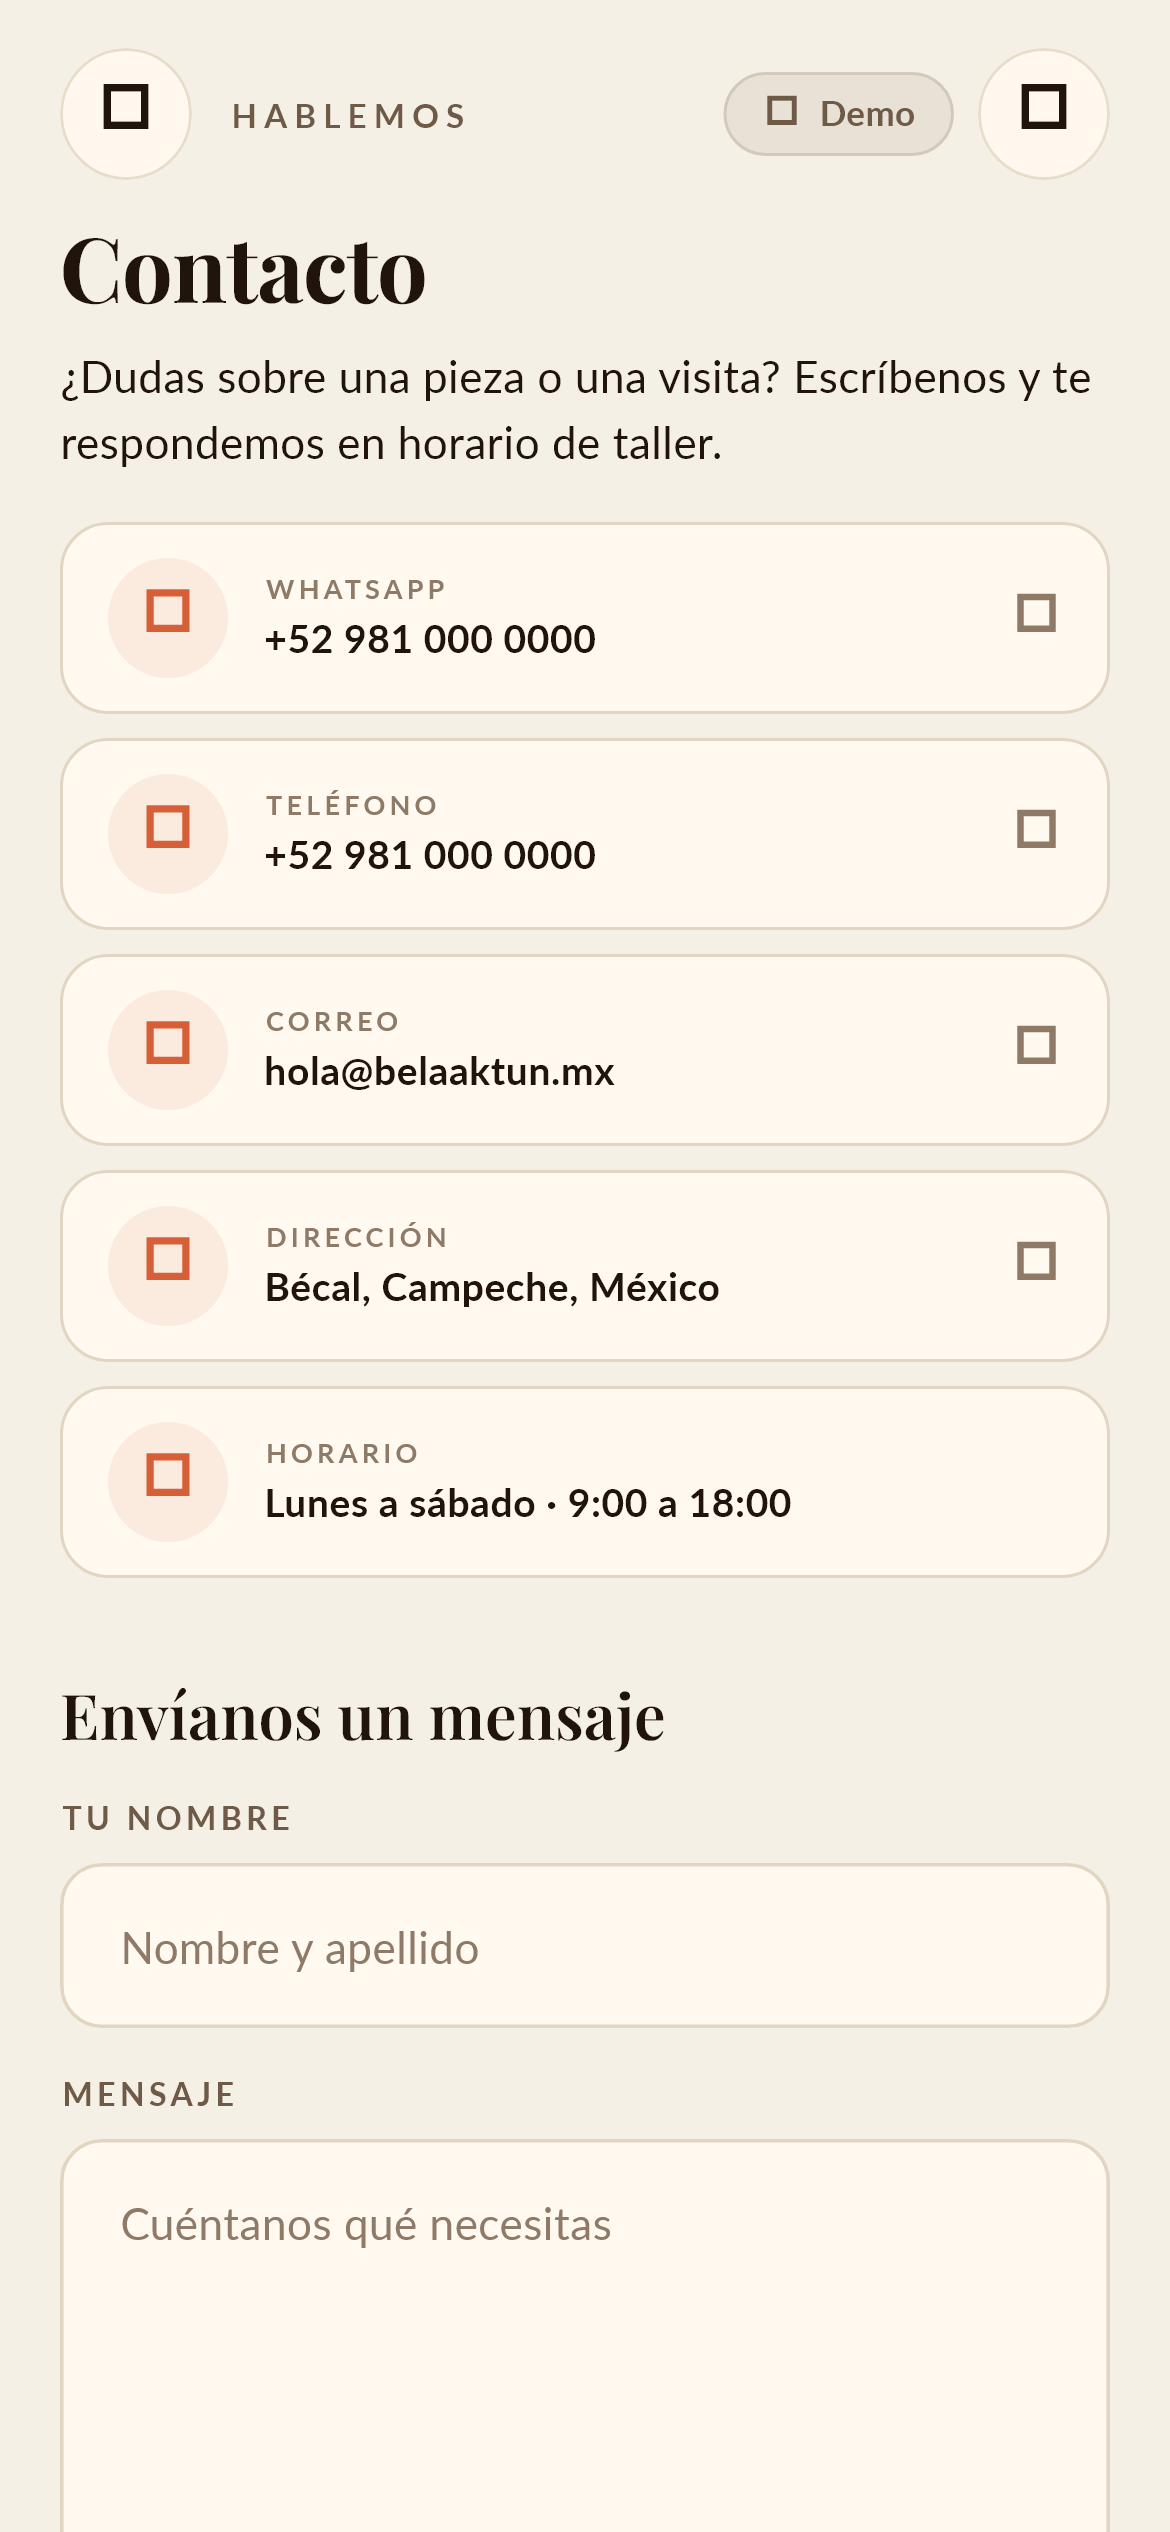 HABLEMOS
Demo
Contacto
¿Dudas sobre una pieza o una visita? Escríbenos y te
respondemos en horario de taller.
WHATSAPP
+52 981 000 0000
TELÉFONO
+52 981 000 0000
CORREO
hola@belaaktun.mx
DIRECCIÓN
Bécal, Campeche, México
HORARIO
Lunes a sábado · 9:00 a 18:00
Envíanos un mensaje
TU NOMBRE
Nombre y apellido
MENSAJE
Cuéntanos qué necesitas